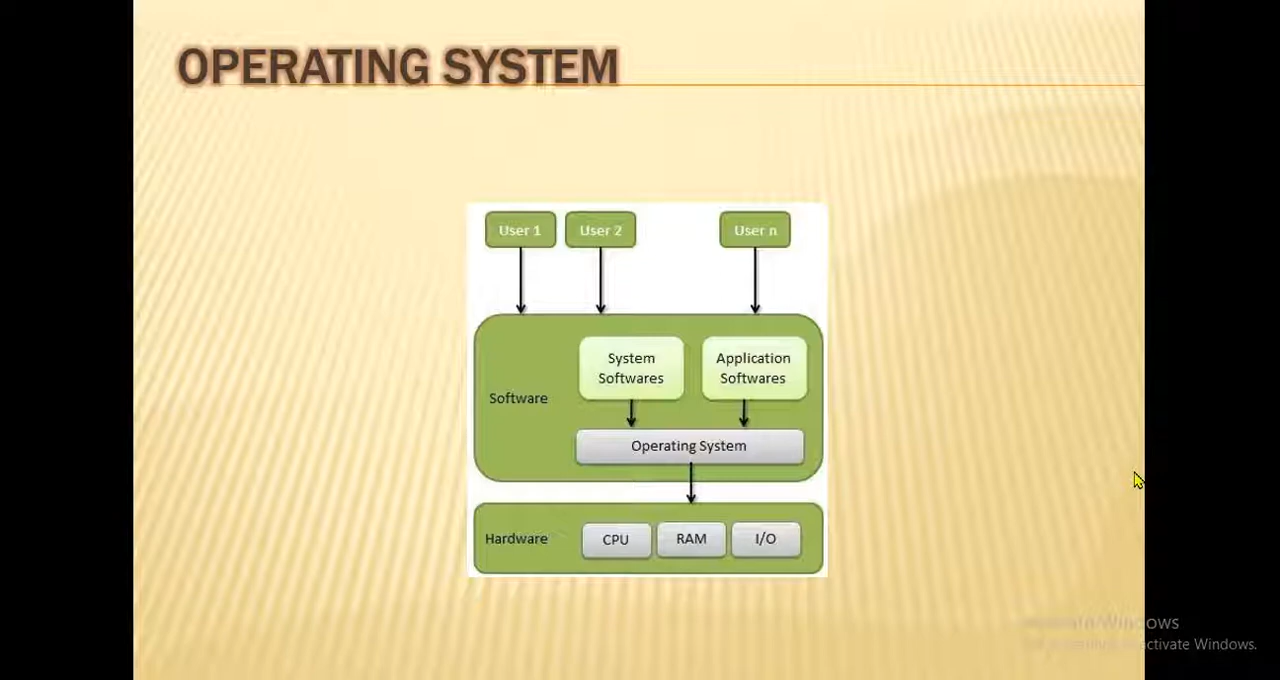 OPERATING SYSTEM
User 1
User 2
User n
System
Softwares
Application
Softwares
Software
Operating System
Hardware
CPU
RAM
I/O
Windows
activate Windows.